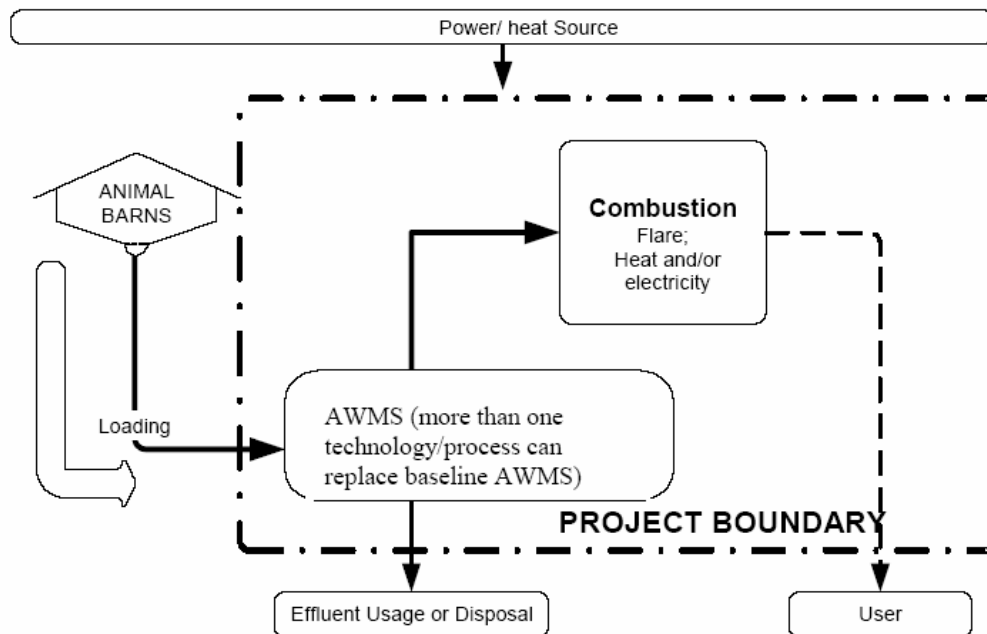 Power/ heat Source
ANIMAL
BARNS
Combustion
Flare;
Heat and/or
electricity
Loading
AWMS (more than one
technology/process can
replace baseline AWMS)
PROJECT BOUNDARY
Effluent Usage or Disposal
User